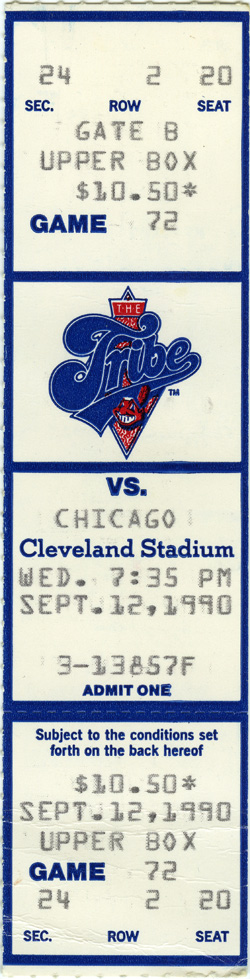 24 2 20
SEC. ROW SEAT
GATE B
UPPER BOX
$10.50*
GAME 72
THE
Tribe
TM
VS.
CHICAGO
Cleveland Stadium
WED. 7:35 PM
SEPT.12,1990
3-13857F
ADMIT ONE
Subject to the conditions set
forth on the back hereof
$10.50*
SEPT.12,1990
UPPER BOX
GAME 72
24 2 20
SEC. ROW SEAT